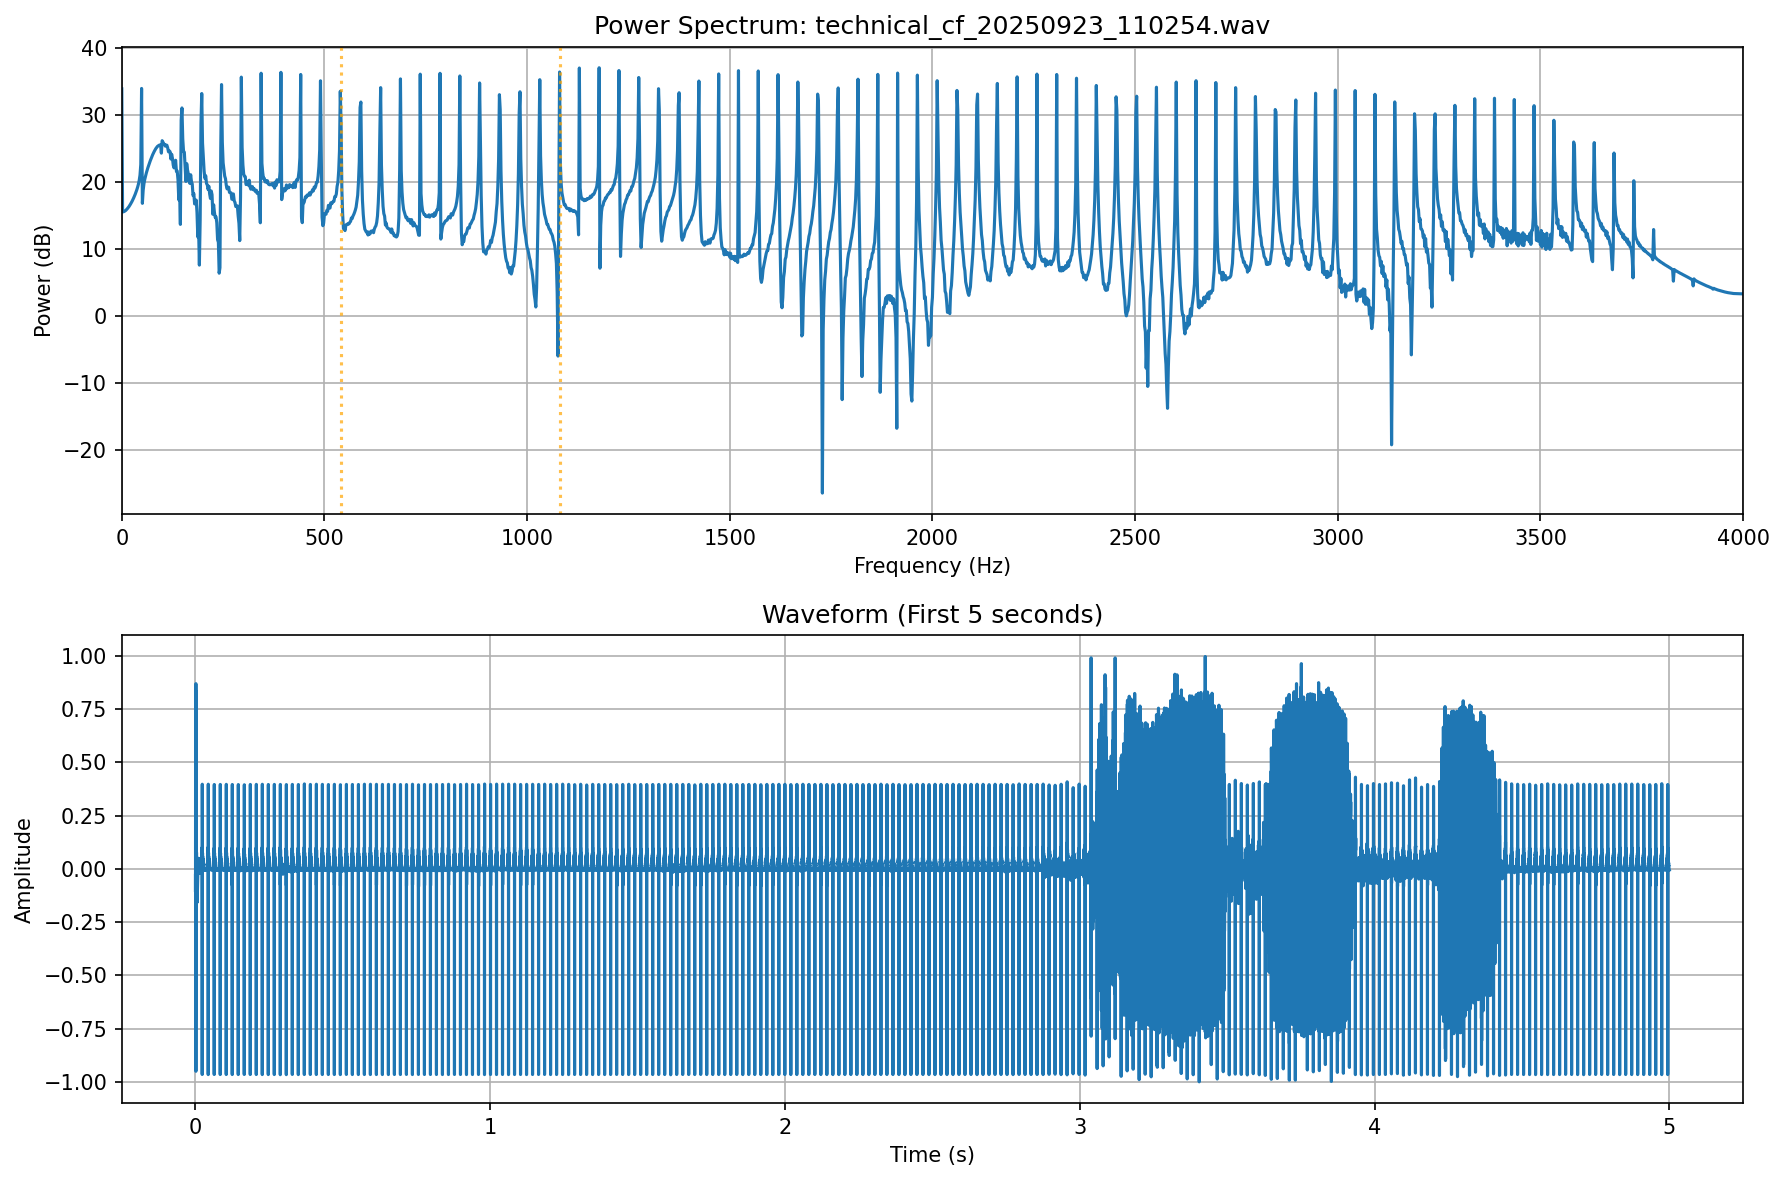 Power Spectrum: technical_cf_20250923_110254.wav
40
30
20
10
0
−10
−20
Power (dB)
0 500 1000 1500 2000 2500 3000 3500 4000
Frequency (Hz)
Waveform (First 5 seconds)
1.00
0.75
0.50
0.25
0.00
−0.25
−0.50
−0.75
−1.00
Amplitude
0 1 2 3 4 5
Time (s)